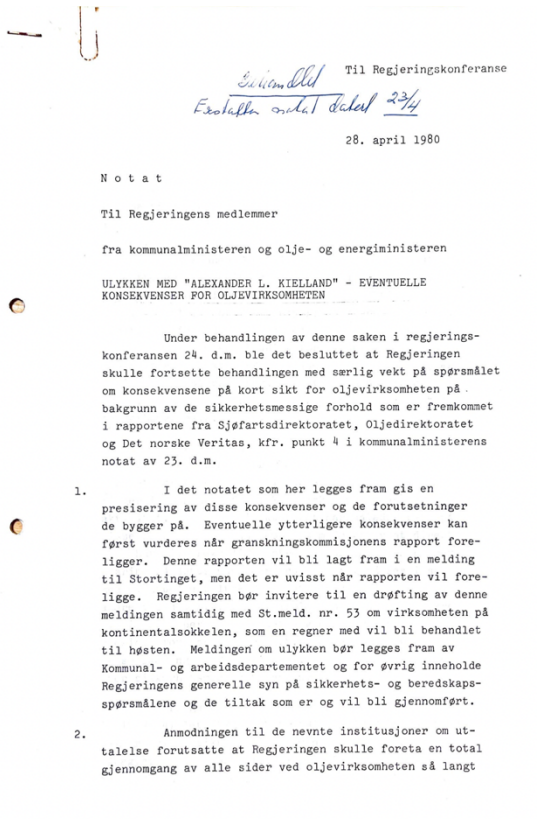 Til Regjeringskonferanse
Behandlet
Erstatter notat datert 23/4
28. april 1980
N o t a t
Til Regjeringens medlemmer
fra kommunalministeren og olje- og energiministeren
ULYKKEN MED "ALEXANDER L. KIELLAND" - EVENTUELLE
KONSEKVENSER FOR OLJEVIRKSOMHETEN
Under behandlingen av denne saken i regjerings-
konferansen 24. d.m. ble det besluttet at Regjeringen
skulle fortsette behandlingen med særlig vekt på spørsmålet
om konsekvensene på kort sikt for oljevirksomheten på
bakgrunn av de sikkerhetsmessige forhold som er fremkommet
i rapportene fra Sjøfartsdirektoratet, Oljedirektoratet
og Det norske Veritas, kfr. punkt 4 i kommunalministerens
notat av 23. d.m.
1. I det notatet som her legges fram gis en
presisering av disse konsekvenser og de forutsetninger
de bygger på. Eventuelle ytterligere konsekvenser kan
først vurderes når granskningskommisjonens rapport fore-
ligger. Denne rapporten vil bli lagt fram i en melding
til Stortinget, men det er uvisst når rapporten vil fore-
ligge. Regjeringen bør invitere til en drøfting av denne
meldingen samtidig med St.meld. nr. 53 om virksomheten på
kontinentalsokkelen, som en regner med vil bli behandlet
til høsten. Meldingen om ulykken bør legges fram av
Kommunal- og arbeidsdepartementet og for øvrig inneholde
Regjeringens generelle syn på sikkerhets- og beredskaps-
spørsmålene og de tiltak som er og vil bli gjennomført.
2. Anmodningen til de nevnte institusjoner om ut-
talelse forutsatte at Regjeringen skulle foreta en total
gjennomgang av alle sider ved oljevirksomheten så langt